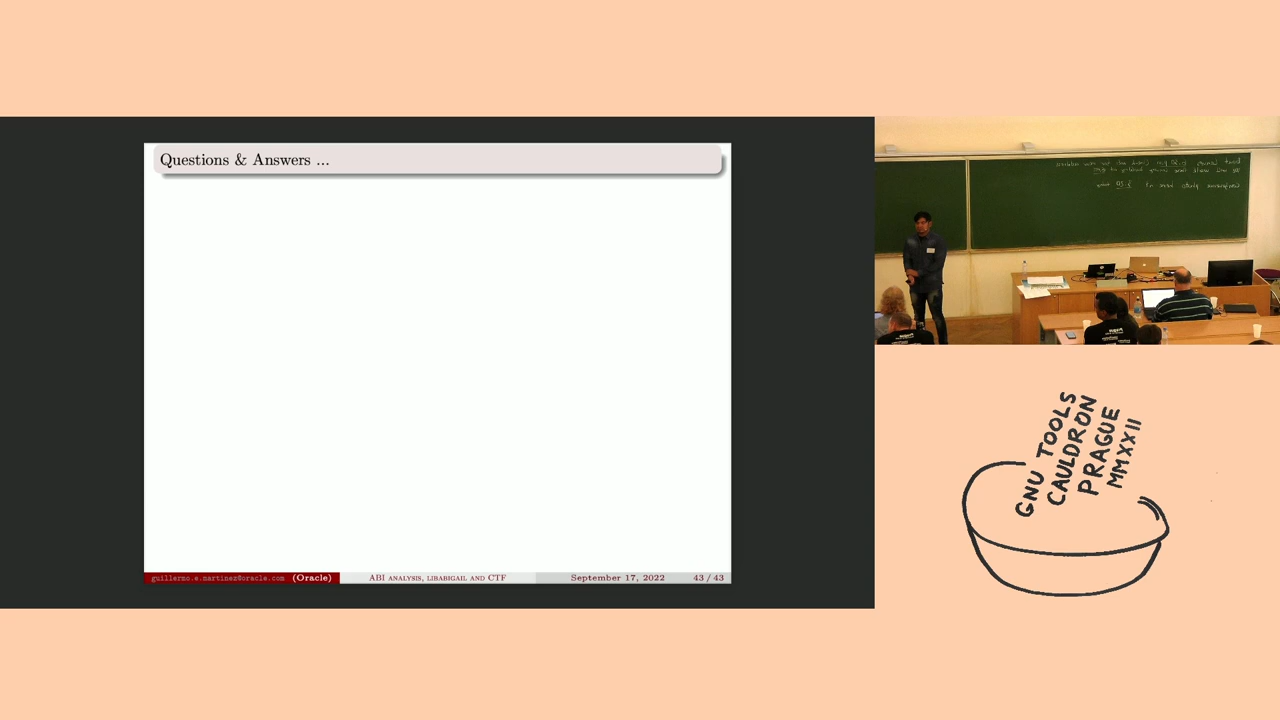 Questions & Answers ...
guillermo.e.martinez@oracle.com (Oracle)
ABI ANALYSIS, LIBABIGAIL AND CTF
September 17, 2022
43 / 43
GNU TOOLS
CAULDRON
PRAGUE
MMXXII